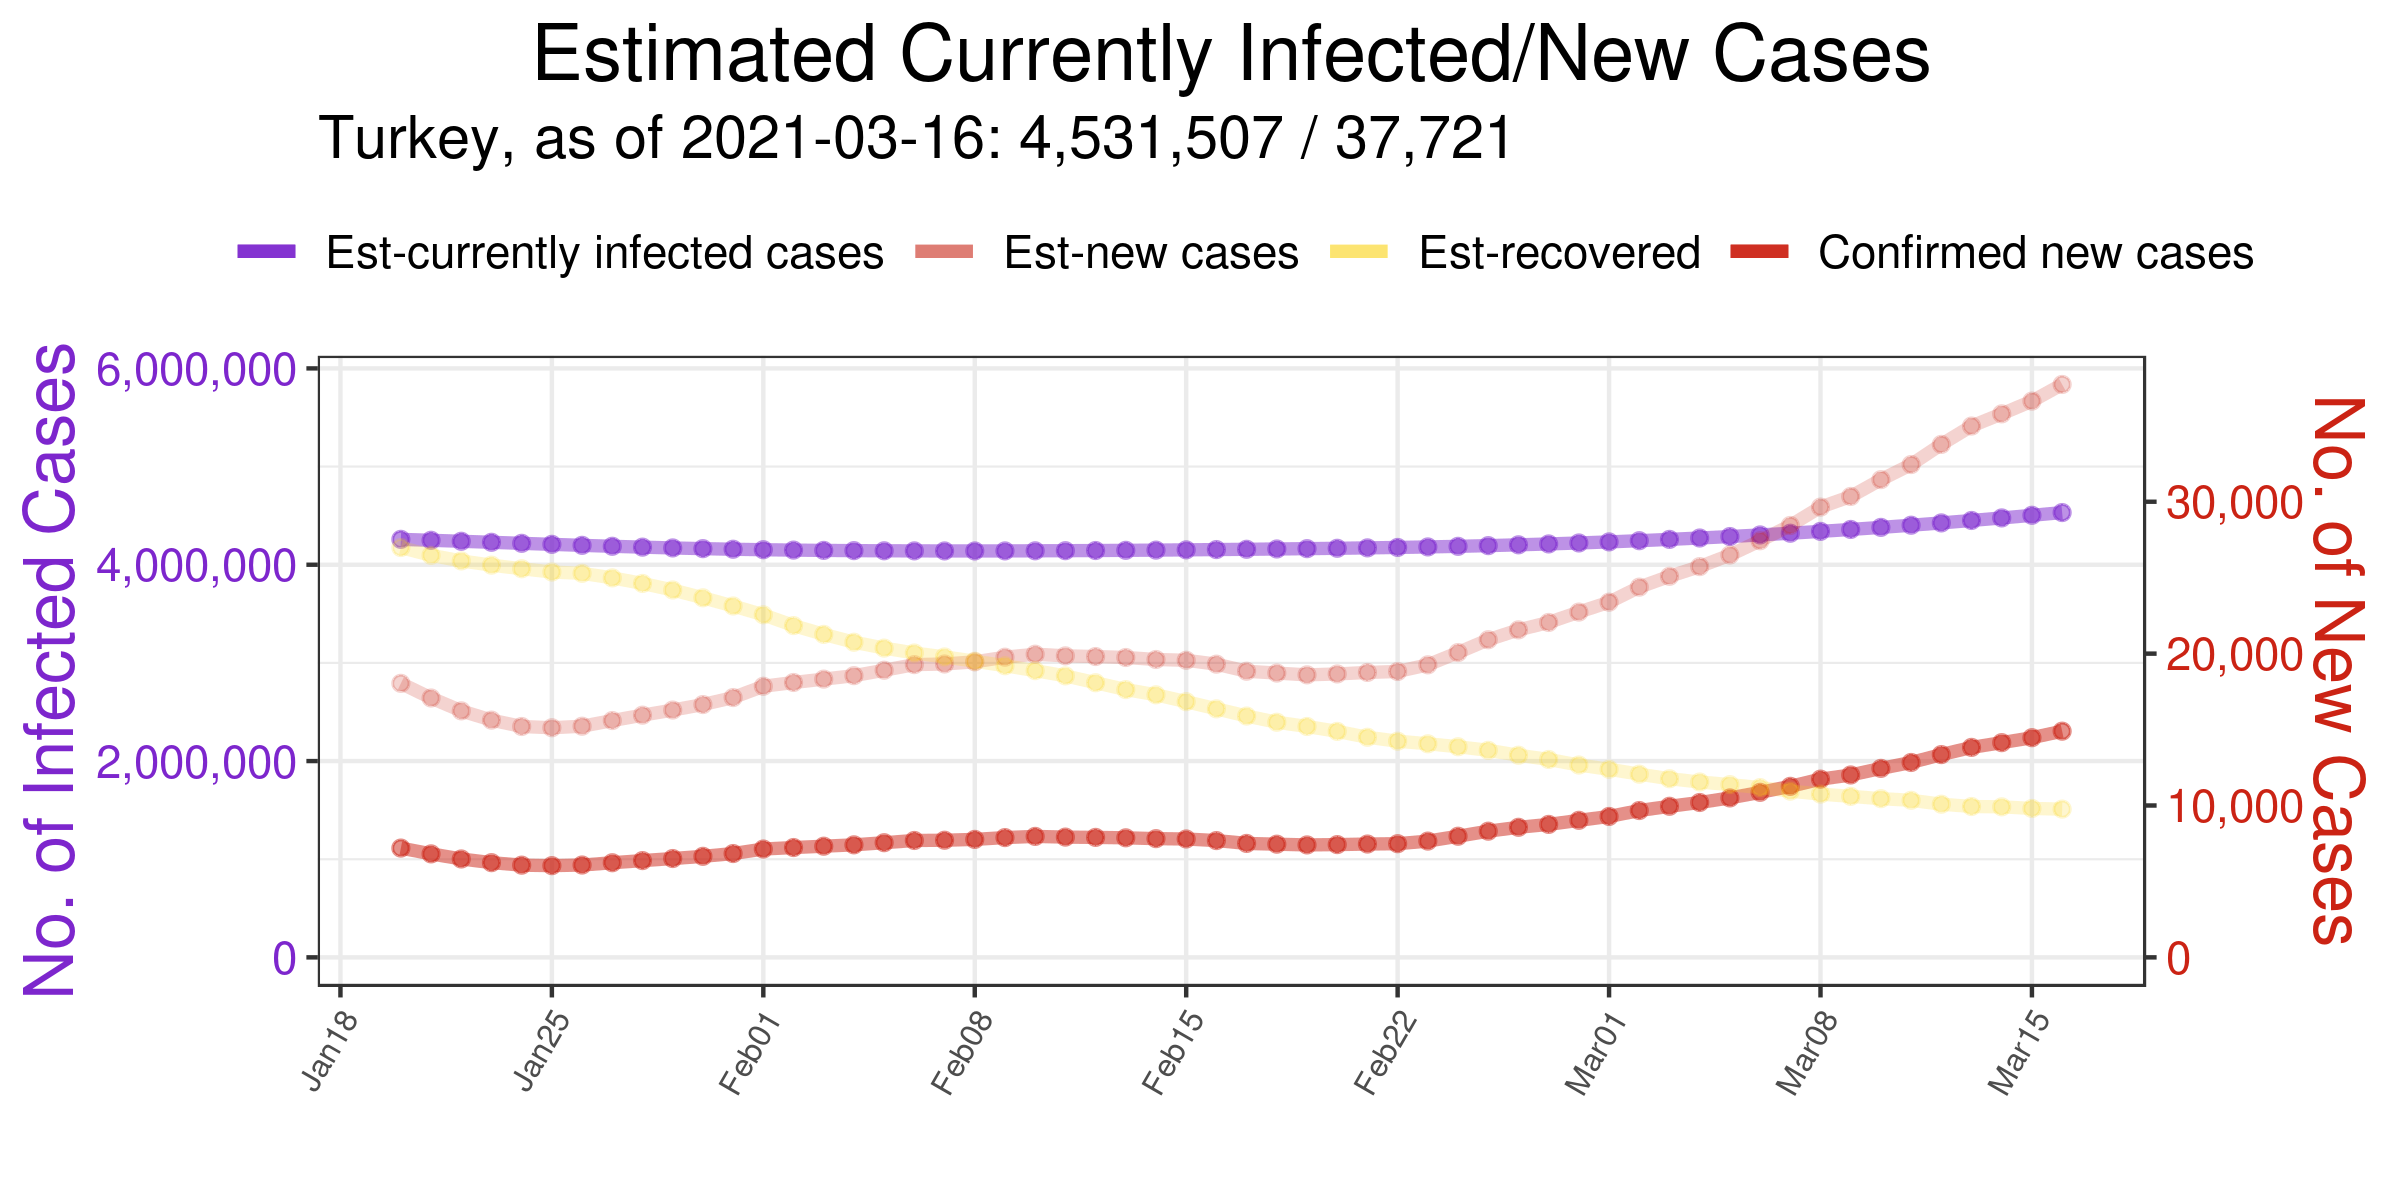 Estimated Currently Infected/New Cases
Turkey, as of 2021-03-16: 4,531,507 / 37,721
Est-currently infected cases Est-new cases Est-recovered Confirmed new cases
No. of Infected Cases
6,000,000
4,000,000
2,000,000
0
30,000
20,000
10,000
0
No. of New Cases
Jan18 Jan25 Feb01 Feb08 Feb15 Feb22 Mar01 Mar08 Mar15